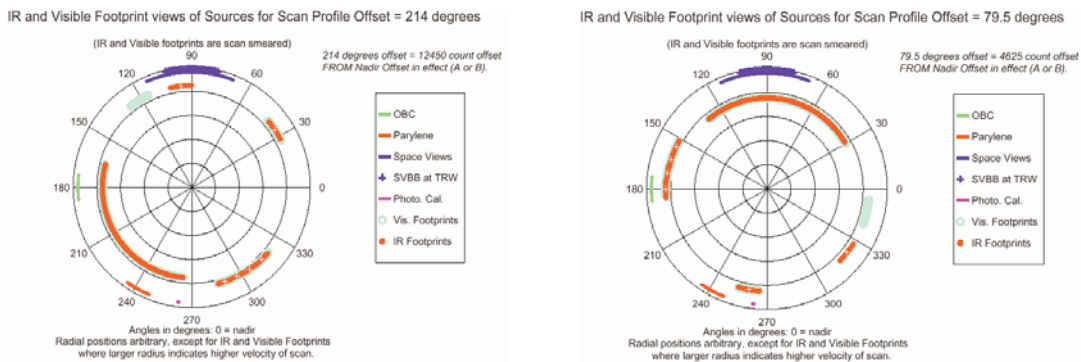 IR and Visible Footprint views of Sources for Scan Profile Offset = 214 degrees
(IR and Visible footprints are scan smeared)
214 degrees offset = 12450 count offset
FROM Nadir Offset in effect (A or B).
90
120
60
150
30
180
0
210
330
240
300
270
OBC
Parylene
Space Views
SVBB at TRW
Photo. Cal.
Vis. Footprints
IR Footprints
Angles in degrees: 0 = nadir
Radial positions arbitrary, except for IR and Visible Footprints
where larger radius indicates higher velocity of scan.
IR and Visible Footprint views of Sources for Scan Profile Offset = 79.5 degrees
(IR and Visible footprints are scan smeared)
79.5 degrees offset = 4625 count offset
FROM Nadir Offset in effect (A or B).
90
120
60
150
30
180
0
210
330
240
300
270
OBC
Parylene
Space Views
SVBB at TRW
Photo. Cal.
Vis. Footprints
IR Footprints
Angles in degrees: 0 = nadir
Radial positions arbitrary, except for IR and Visible Footprints
where larger radius indicates higher velocity of scan.